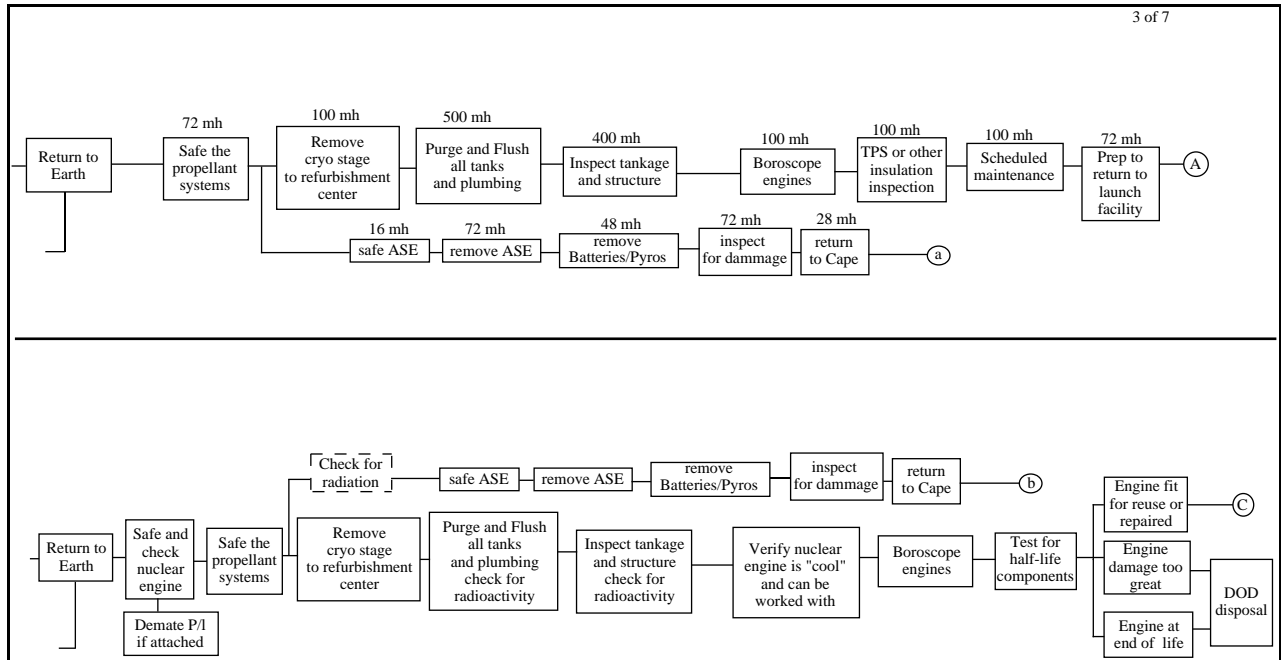 3 of 7
Return to
Earth
72 mh
Safe the
propellant
systems
100 mh
Remove
cryo stage
to refurbishment
center
500 mh
Purge and Flush
all tanks
and plumbing
400 mh
Inspect tankage
and structure
100 mh
Boroscope
engines
100 mh
TPS or other
insulation
inspection
100 mh
Scheduled
maintenance
72 mh
Prep to
return to
launch
facility
A
16 mh
safe ASE
72 mh
remove ASE
48 mh
remove
Batteries/Pyros
72 mh
inspect
for dammage
28 mh
return
to Cape
a
Check for
radiation
safe ASE
remove ASE
remove
Batteries/Pyros
inspect
for dammage
return
to Cape
b
Return to
Earth
Safe and
check
nuclear
engine
Demate P/l
if attached
Safe the
propellant
systems
Remove
cryo stage
to refurbishment
center
Purge and Flush
all tanks
and plumbing
check for
radioactivity
Inspect tankage
and structure
check for
radioactivity
Verify nuclear
engine is "cool"
and can be
worked with
Boroscope
engines
Test for
half-life
components
Engine fit
for reuse or
repaired
C
Engine
damage too
great
Engine at
end of life
DOD
disposal